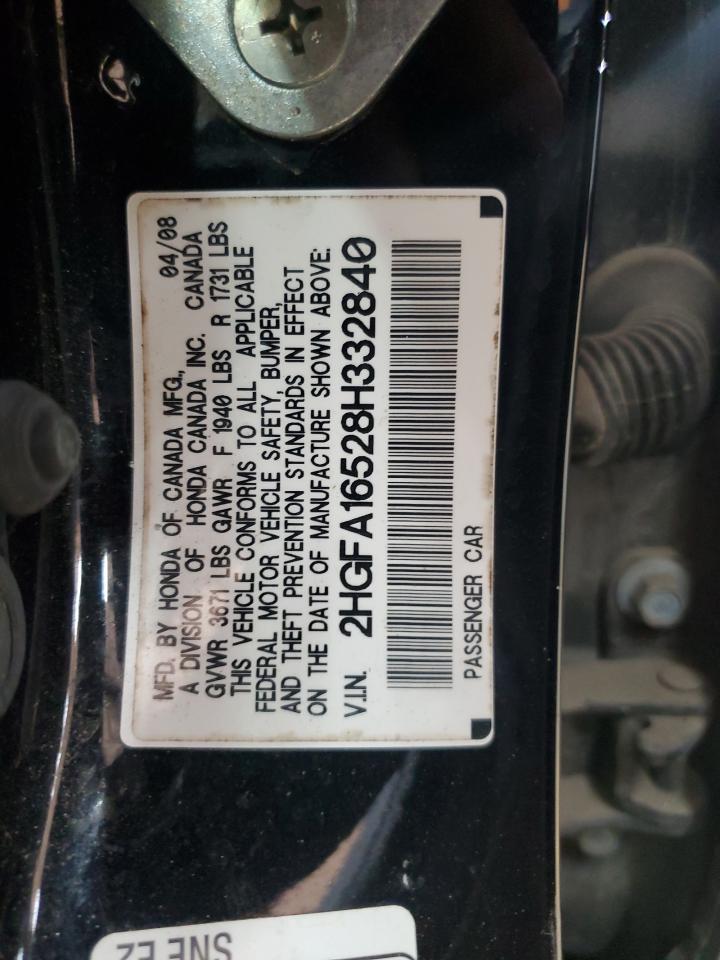 MFD. BY HONDA OF CANADA MFG., 04/08
A DIVISION OF HONDA CANADA INC. CANADA
GVWR 3671 LBS GAWR F 1940 LBS R 1731 LBS
THIS VEHICLE CONFORMS TO ALL APPLICABLE
FEDERAL MOTOR VEHICLE SAFETY, BUMPER,
AND THEFT PREVENTION STANDARDS IN EFFECT
ON THE DATE OF MANUFACTURE SHOWN ABOVE:
V.I.N. 2HGFA16528H332840
PASSENGER CAR